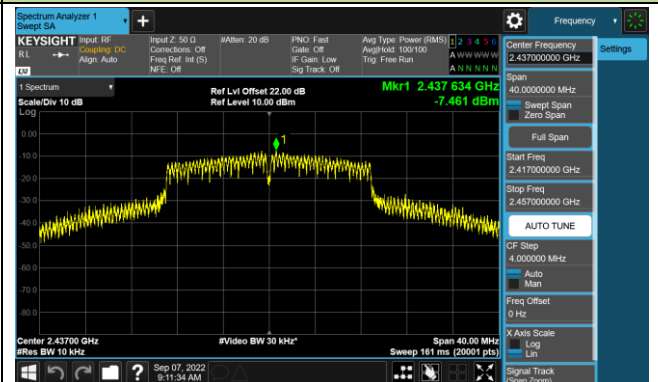 Spectrum Analyzer 1
Swept SA
Frequency
KEYSIGHT
RL
LXI
Input: RF
Coupling: DC
Align: Auto
Input Z: 50 Ω
Corrections: Off
Freq Ref: Int (S)
NFE: Off
#Atten: 20 dB
PNO: Fast
Gate: Off
IF Gain: Low
Sig Track: Off
Avg Type: Power (RMS)
Avg|Hold: 100/100
Trig: Free Run
1 2 3 4 5 6
A W W W W W
A N N N N N
1 Spectrum
Scale/Div 10 dB
Log
Ref Lvl Offset 22.00 dB
Ref Level 10.00 dBm
Mkr1 2.437 634 GHz
-7.461 dBm
1
0.00
-10.0
-20.0
-30.0
-40.0
-50.0
-60.0
-70.0
-80.0
Center 2.43700 GHz
#Res BW 10 kHz
#Video BW 30 kHz*
Span 40.00 MHz
Sweep 161 ms (20001 pts)
Center Frequency
2.437000000 GHz
Settings
Span
40.0000000 MHz
Swept Span
Zero Span
Full Span
Start Freq
2.417000000 GHz
Stop Freq
2.457000000 GHz
AUTO TUNE
CF Step
4.000000 MHz
Auto
Man
Freq Offset
0 Hz
X Axis Scale
Log
Lin
Signal Track
(Span Zoom)
?
Sep 07, 2022
9:11:34 AM